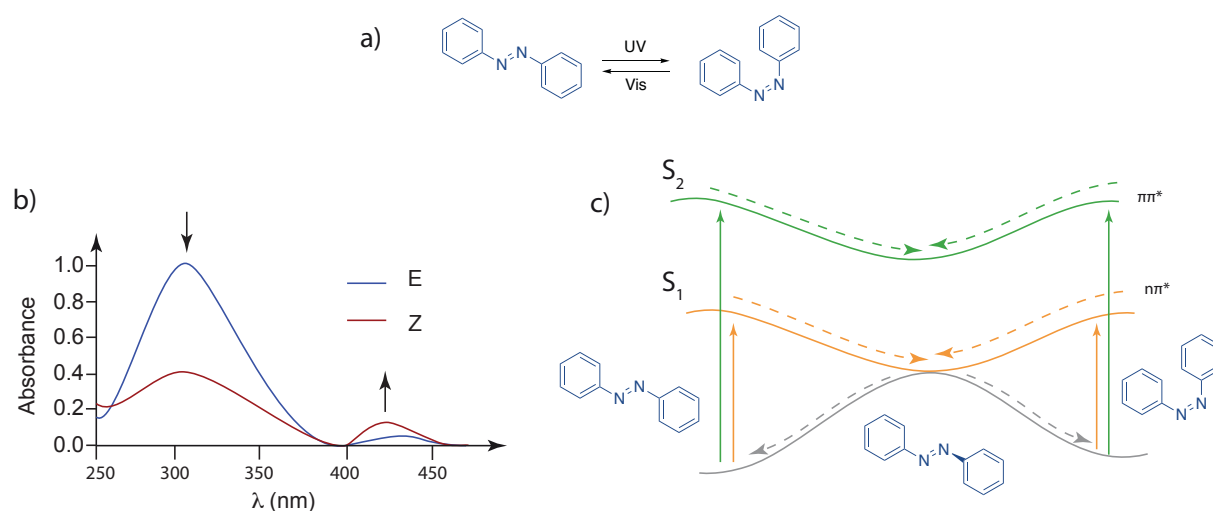 a)
N
N
UV
Vis
N
N
b)
E
Z
Absorbance
1.0
0.8
0.6
0.4
0.2
0.0
250
300
350
400
450
λ (nm)
c)
S2
ππ*
S1
nπ*
N
N
N
N
N
N